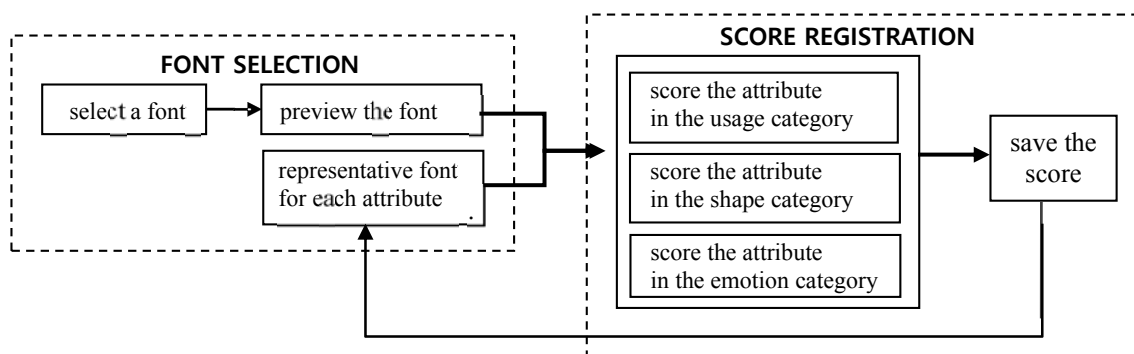 FONT SELECTION
select a font
preview the font
representative font
for each attribute
SCORE REGISTRATION
score the attribute
in the usage category
score the attribute
in the shape category
score the attribute
in the emotion category
save the
score